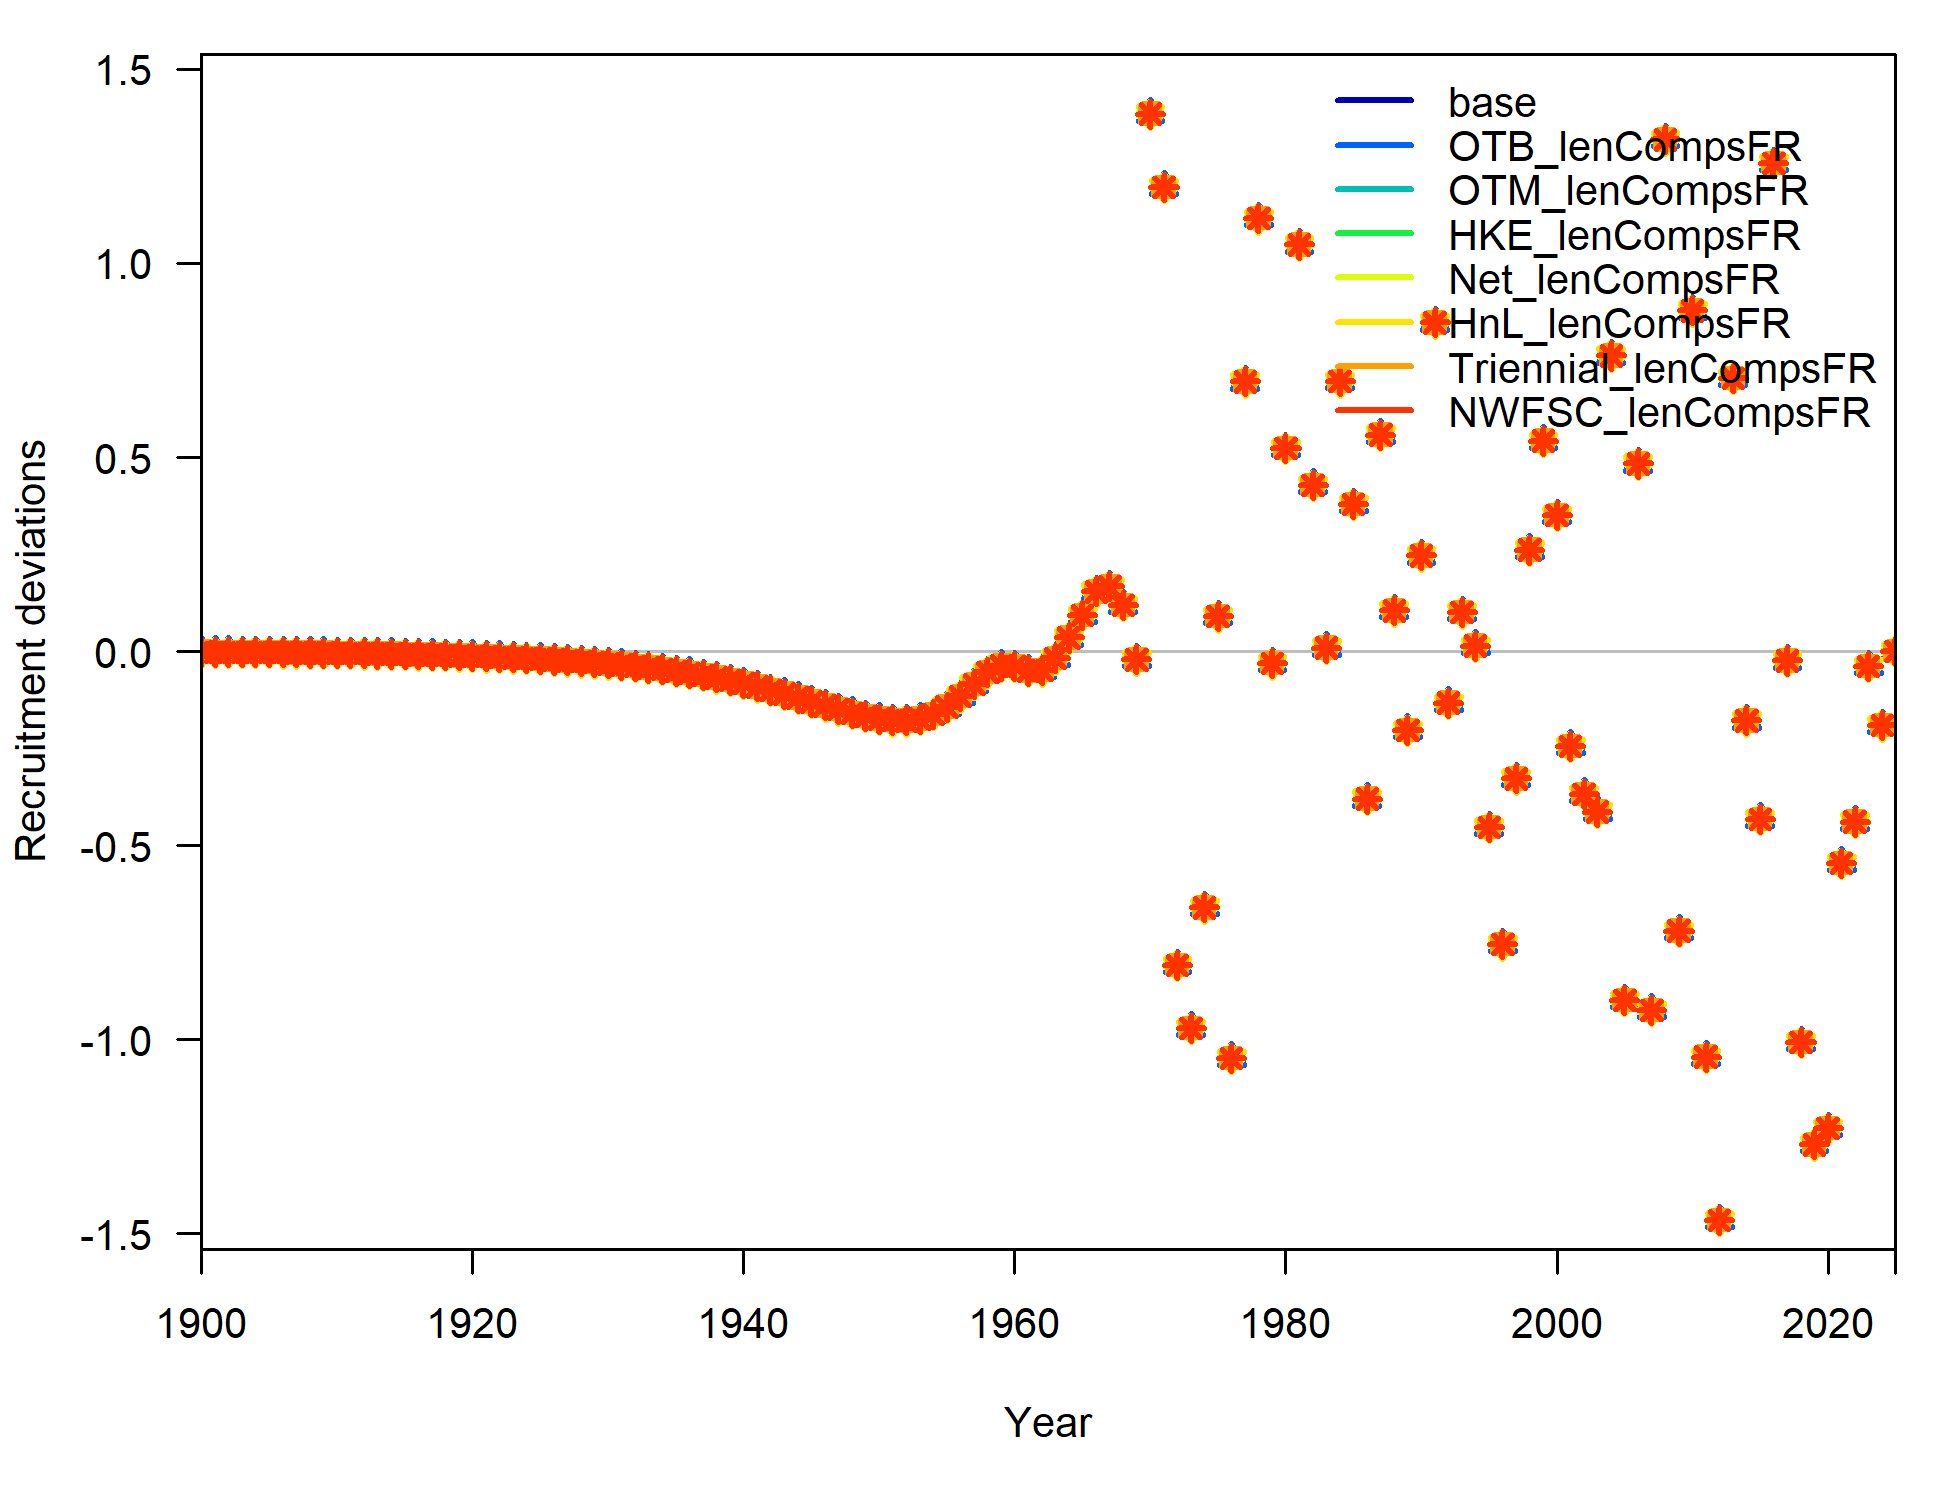 1.5
1.0
0.5
0.0
-0.5
-1.0
-1.5
Recruitment deviations
base
OTB_lenCompsFR
OTM_lenCompsFR
HKE_lenCompsFR
Net_lenCompsFR
HnL_lenCompsFR
Triennial_lenCompsFR
NWFSC_lenCompsFR
1900 1920 1940 1960 1980 2000 2020
Year